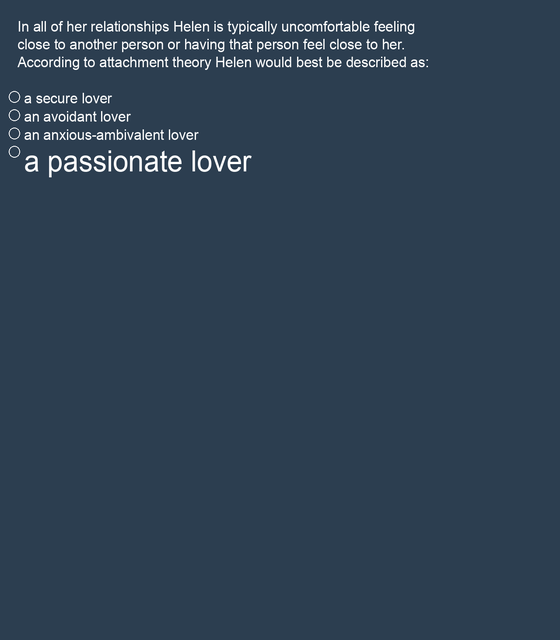 In all of her relationships Helen is typically uncomfortable feeling
close to another person or having that person feel close to her.
According to attachment theory Helen would best be described as:
a secure lover
an avoidant lover
an anxious-ambivalent lover
a passionate lover